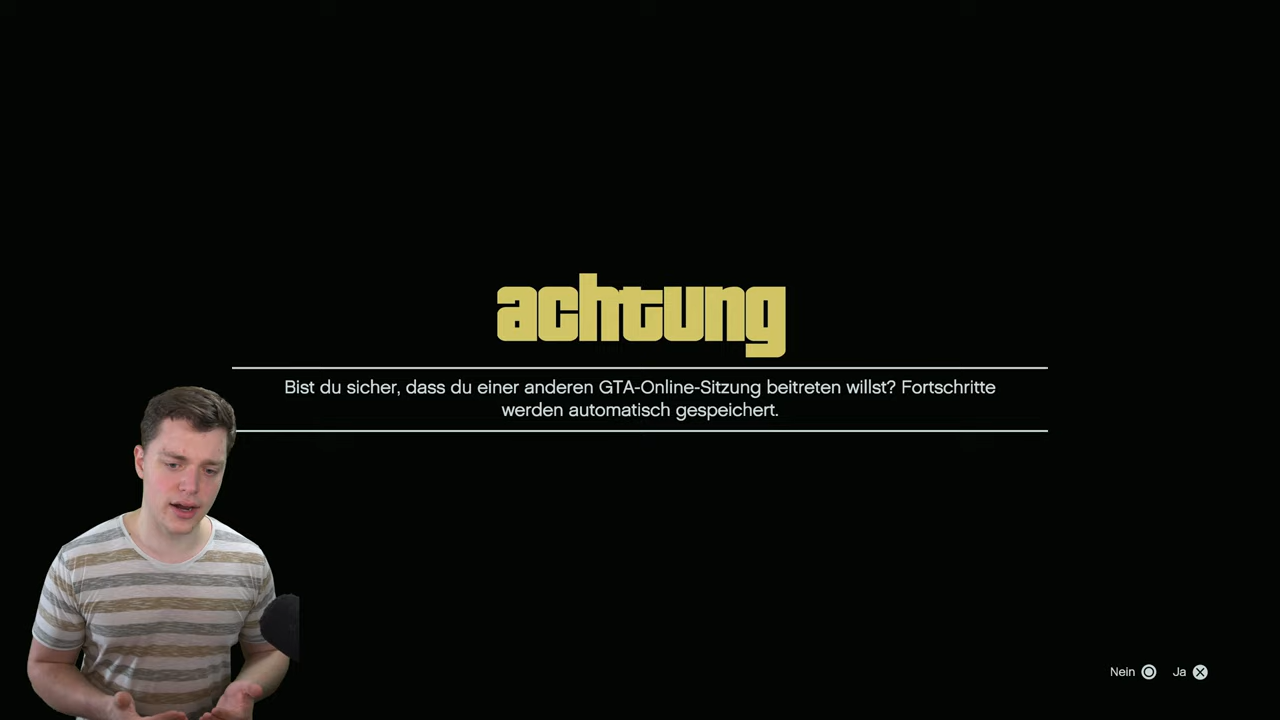 achtung
Bist du sicher, dass du einer anderen GTA-Online-Sitzung beitreten willst? Fortschritte
werden automatisch gespeichert.
Nein Ja